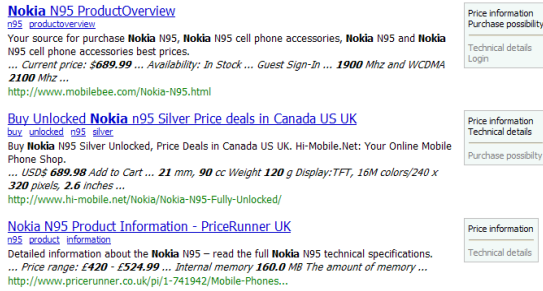 Nokia N95 ProductOverview
n95 productoverview
Your source for purchase Nokia N95, Nokia N95 cell phone accessories, Nokia N95 and Nokia
N95 cell phone accessories best prices.
... Current price: $689.99 ... Availability: In Stock ... Guest Sign-In ... 1900 Mhz and WCDMA
2100 Mhz ...
http://www.mobilebee.com/Nokia-N95.html
Price information
Purchase possibility
Technical details
Login
Buy Unlocked Nokia n95 Silver Price deals in Canada US UK
buy unlocked n95 silver
Buy Nokia N95 Silver Unlocked, Price Deals in Canada US UK. Hi-Mobile.Net: Your Online Mobile
Phone Shop.
... USD$ 689.98 Add to Cart ... 21 mm, 90 cc Weight 120 g Display:TFT, 16M colors/240 x
320 pixels, 2.6 inches ...
http://www.hi-mobile.net/Nokia/Nokia-N95-Fully-Unlocked/
Price information
Technical details
Purchase possibilty
Nokia N95 Product Information - PriceRunner UK
n95 product information
Detailed information about the Nokia N95 – read the full Nokia N95 technical specifications.
... Price range: £420 - £524.99 ... Internal memory 160.0 MB The amount of memory ...
http://www.pricerunner.co.uk/pi/1-741942/Mobile-Phones...
Price information
Technical details